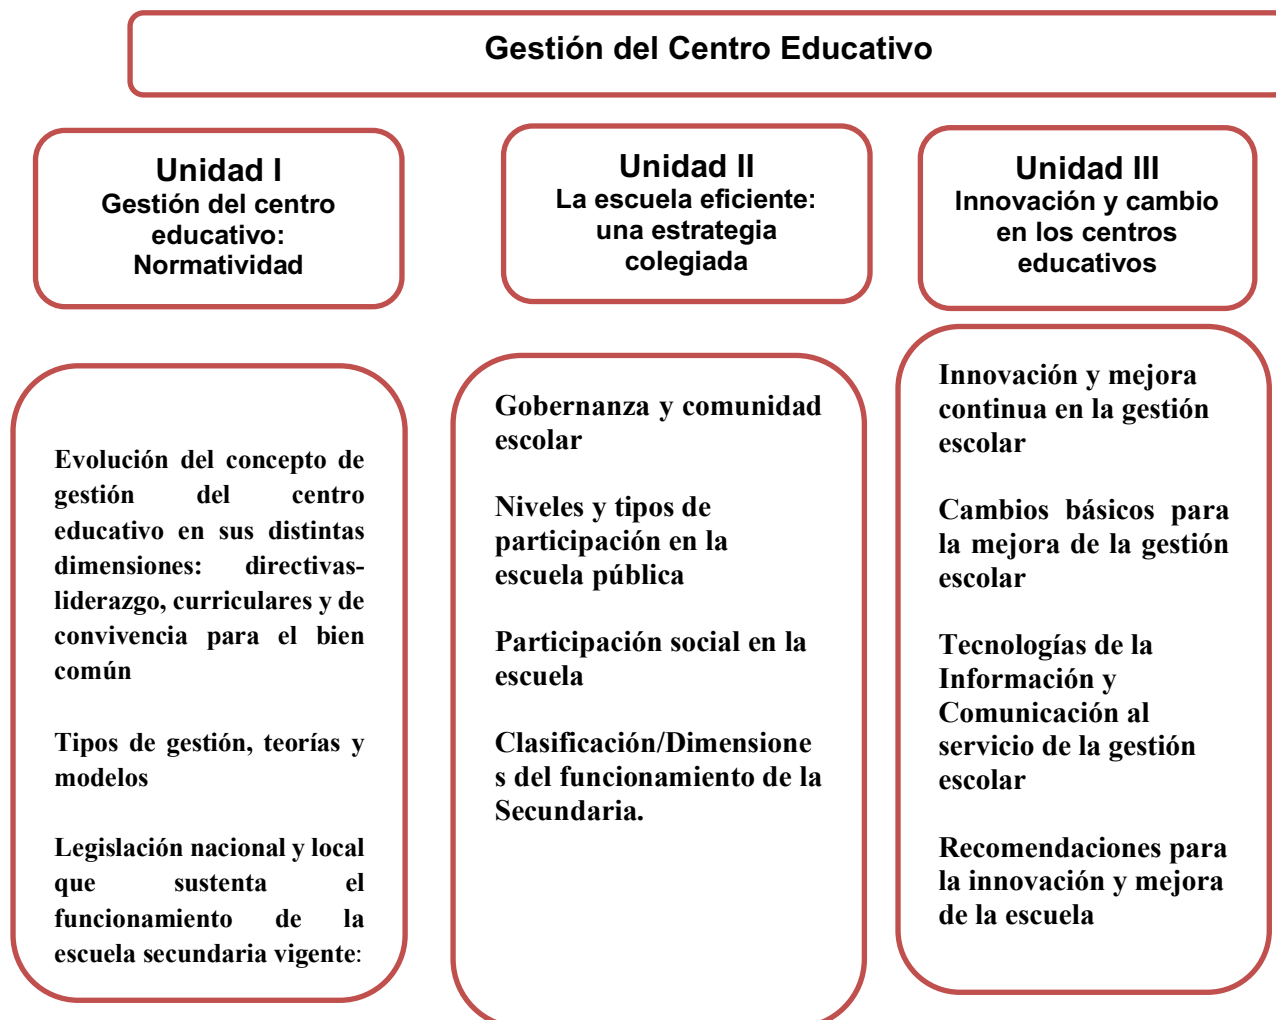 Gestión del Centro Educativo
Unidad I
Gestión del centro
educativo:
Normatividad
Unidad II
La escuela eficiente:
una estrategia
colegiada
Unidad III
Innovación y cambio
en los centros
educativos
Evolución del concepto de
gestión del centro
educativo en sus distintas
dimensiones: directivas-
liderazgo, curriculares y de
convivencia para el bien
común
Tipos de gestión, teorías y
modelos
Legislación nacional y local
que sustenta el
funcionamiento de la
escuela secundaria vigente:
Gobernanza y comunidad
escolar
Niveles y tipos de
participación en la
escuela pública
Participación social en la
escuela
Clasificación/Dimensione
s del funcionamiento de la
Secundaria.
Innovación y mejora
continua en la gestión
escolar
Cambios básicos para
la mejora de la gestión
escolar
Tecnologías de la
Información y
Comunicación al
servicio de la gestión
escolar
Recomendaciones para
la innovación y mejora
de la escuela